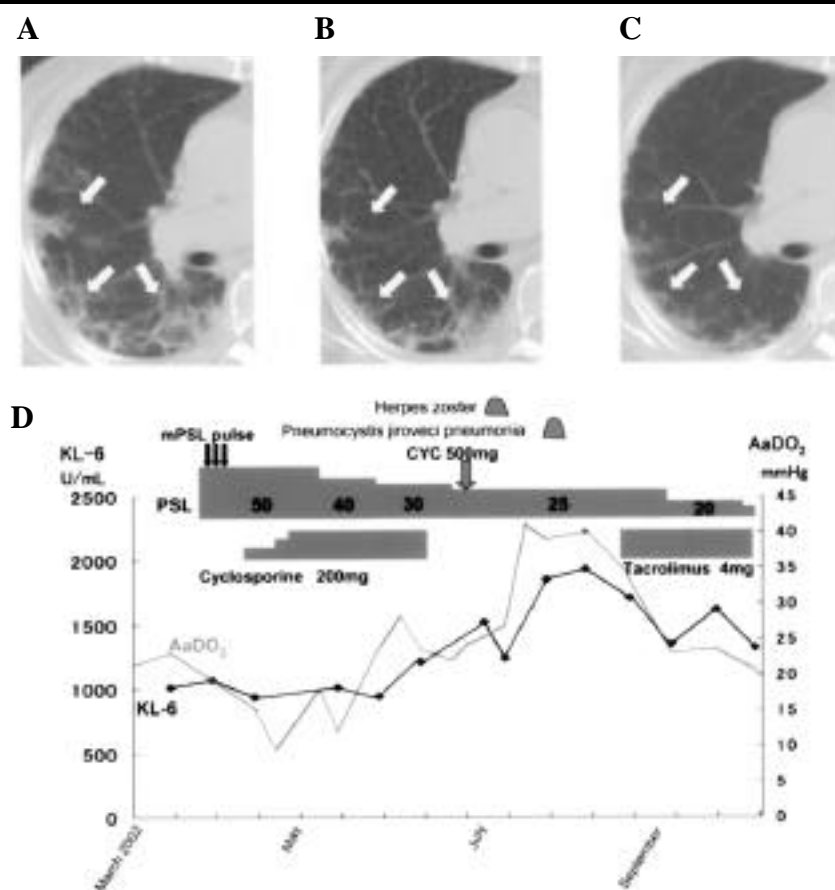 A
B
C
D
Herpes zoster
Pneumocystis jiroveci pneumonia
mPSL pulse
CYC 500mg
KL-6
U/mL
AaDO2
mmHg
PSL
50
40
30
25
20
Cyclosporine 200mg
Tacrolimus 4mg
AaDO2
KL-6
2500
2000
1500
1000
500
0
45
40
35
30
25
20
15
10
5
0
March 2002
May
July
September